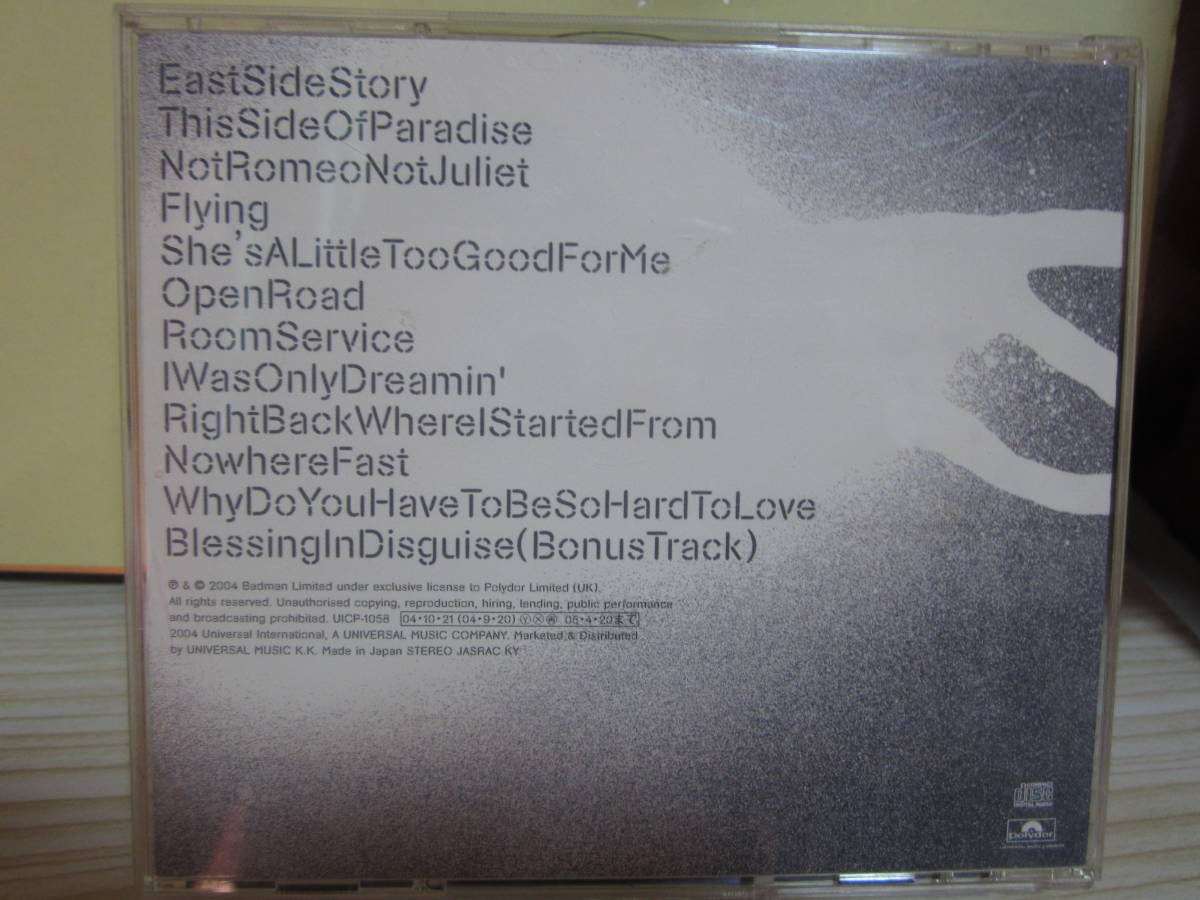 EastSideStory
ThisSideOfParadise
NotRomeoNotJuliet
Flying
She'sALittleTooGoodForMe
OpenRoad
RoomService
IWasOnlyDreamin'
RightBackWhereIStartedFrom
NowhereFast
WhyDoYouHaveToBeSoHardToLove
BlessingInDisguise(BonusTrack)
℗ & © 2004 Badman Limited under exclusive license to Polydor Limited (UK).
All rights reserved. Unauthorised copying, reproduction, hiring, lending, public performance
and broadcasting prohibited. UICP-1058 04・10・21 (04・9・20) Ⓨ Ⓧ ㊕ 05・4・20まで
2004 Universal International, A UNIVERSAL MUSIC COMPANY. Marketed & Distributed
by UNIVERSAL MUSIC K.K. Made in Japan STEREO JASRAC KY
COMPACT
disc
DIGITAL AUDIO
polydor